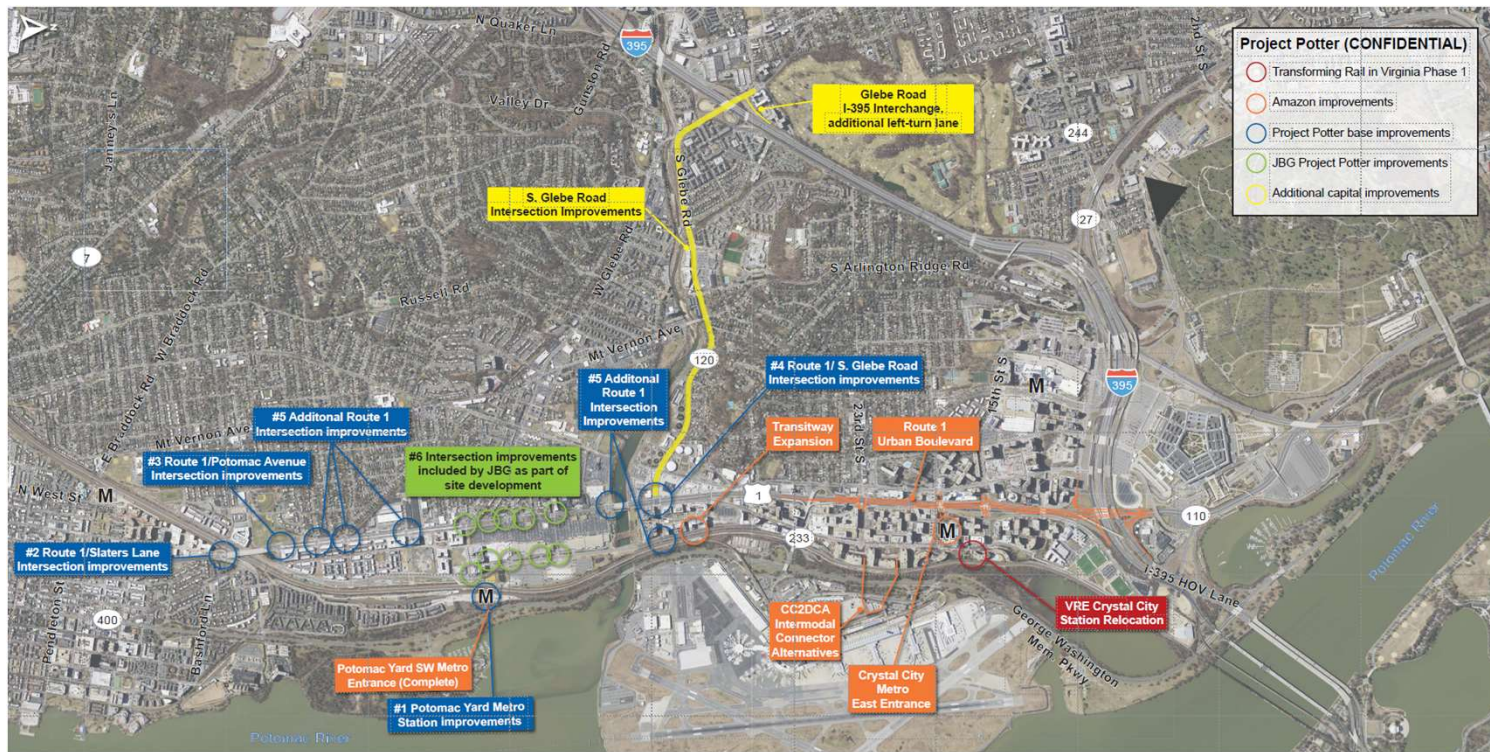 Project Potter (CONFIDENTIAL)
Transforming Rail in Virginia Phase 1
Amazon improvements
Project Potter base improvements
JBG Project Potter improvements
Additional capital improvements
N
N Quaker Ln
395
Gunston Rd
2nd St S
Valley Dr
Janney's Ln
Glebe Road
I-395 Interchange,
additional left-turn lane
244
S Glebe Rd
S. Glebe Road
Intersection Improvements
27
7
W Glebe Rd
S Arlington Ridge Rd
W Braddock Rd
Russell Rd
Mt Vernon Ave
120
#4 Route 1/ S. Glebe Road
Intersection improvements
15th St S
M
395
#5 Additonal
Route 1
Intersection
Improvements
E Braddock Rd
#5 Additonal Route 1
Intersection improvements
Mt Vernon Ave
23rd St S
Transitway
Expansion
Route 1
Urban Boulevard
#3 Route 1/Potomac Avenue
Intersection improvements
#6 Intersection improvements
included by JBG as part of
site development
N West St
M
1
110
Potomac River
#2 Route 1/Slaters Lane
Intersection improvements
233
M
I-395 HOV Lane
Pendleton St
400
Bashford Ln
M
CC2DCA
Intermodal
Connector
Alternatives
VRE Crystal City
Station Relocation
George Washington
Mem. Pkwy
Potomac Yard SW Metro
Entrance (Complete)
Crystal City
Metro
East Entrance
#1 Potomac Yard Metro
Station improvements
Potomac River